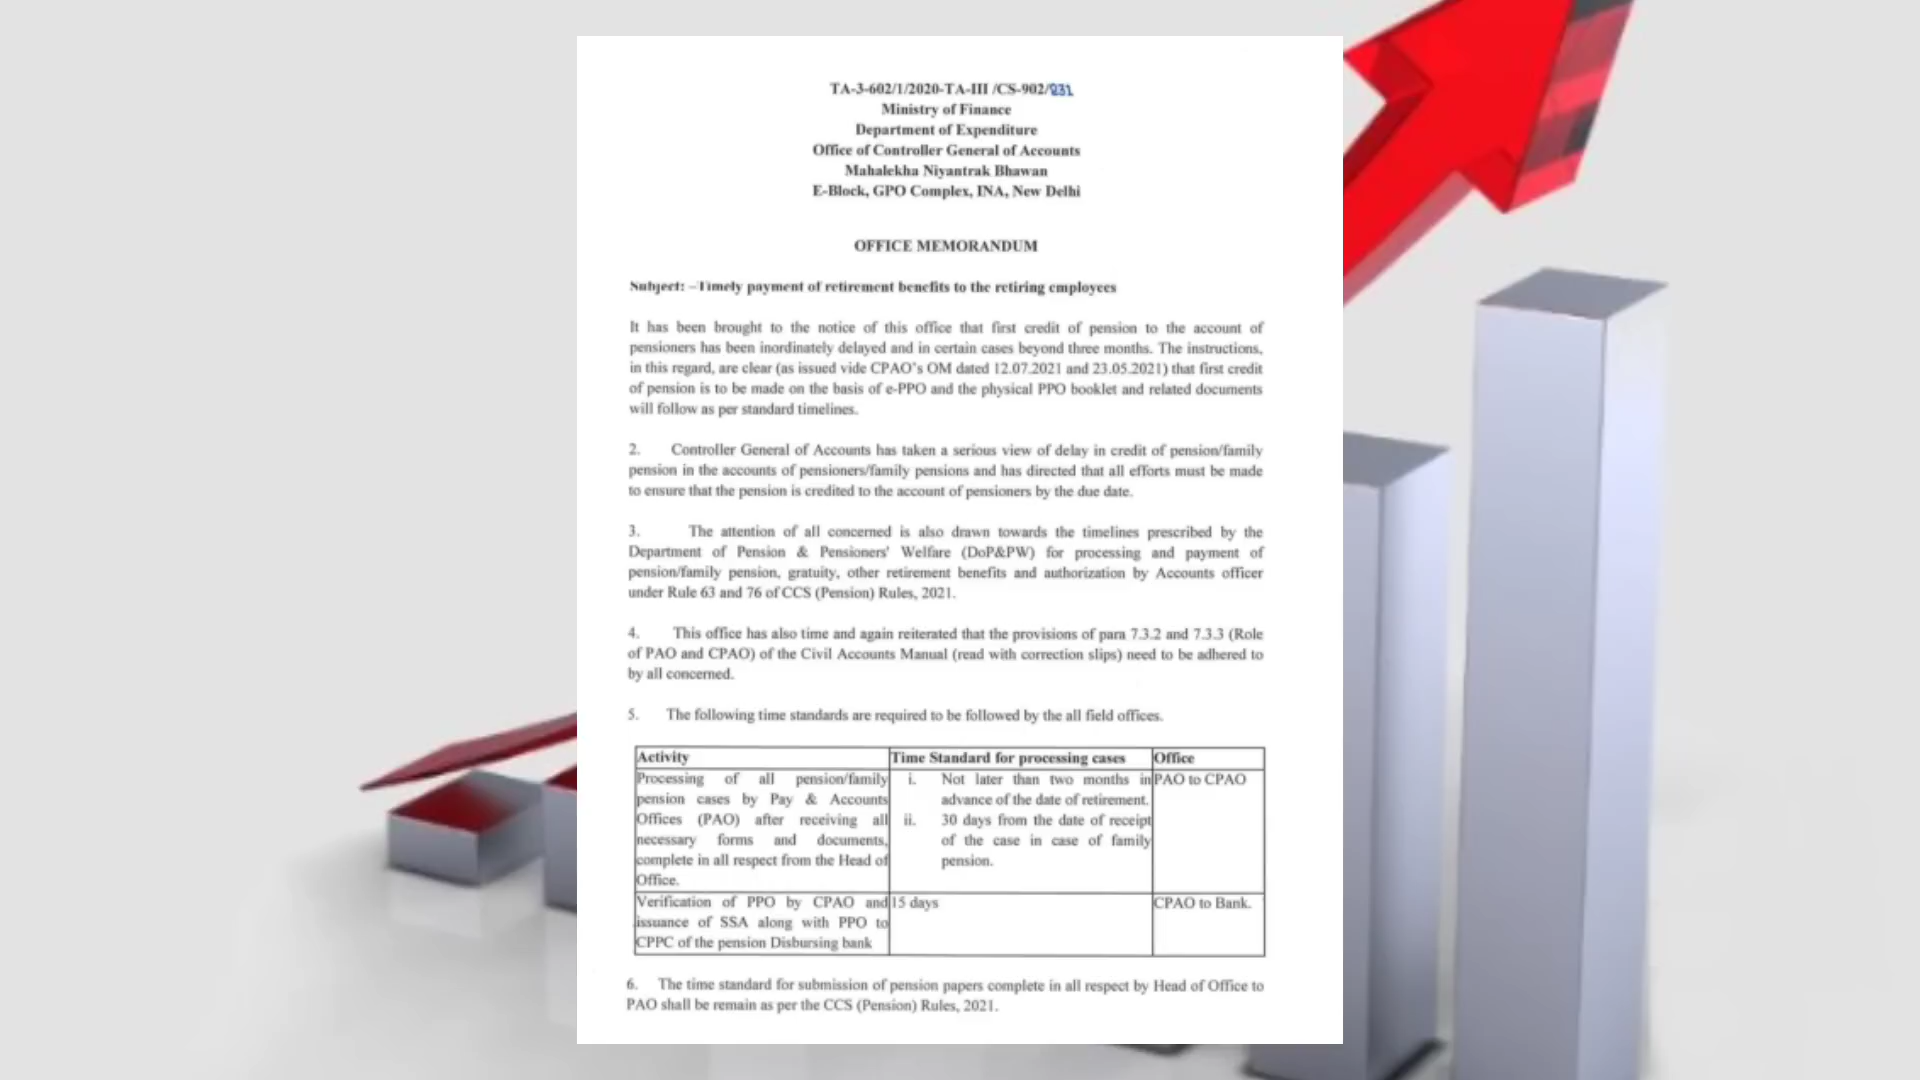 TA-3-602/1/2020-TA-III /CS-902/231
Ministry of Finance
Department of Expenditure
Office of Controller General of Accounts
Mahalekha Niyantrak Bhawan
E-Block, GPO Complex, INA, New Delhi
OFFICE MEMORANDUM
Subject: –Timely payment of retirement benefits to the retiring employees
It has been brought to the notice of this office that first credit of pension to the account of
pensioners has been inordinately delayed and in certain cases beyond three months. The instructions,
in this regard, are clear (as issued vide CPAO's OM dated 12.07.2021 and 23.05.2021) that first credit
of pension is to be made on the basis of e-PPO and the physical PPO booklet and related documents
will follow as per standard timelines.
2. Controller General of Accounts has taken a serious view of delay in credit of pension/family
pension in the accounts of pensioners/family pensions and has directed that all efforts must be made
to ensure that the pension is credited to the account of pensioners by the due date.
3. The attention of all concerned is also drawn towards the timelines prescribed by the
Department of Pension & Pensioners' Welfare (DoP&PW) for processing and payment of
pension/family pension, gratuity, other retirement benefits and authorization by Accounts officer
under Rule 63 and 76 of CCS (Pension) Rules, 2021.
4. This office has also time and again reiterated that the provisions of para 7.3.2 and 7.3.3 (Role
of PAO and CPAO) of the Civil Accounts Manual (read with correction slips) need to be adhered to
by all concerned.
5. The following time standards are required to be followed by the all field offices.
Activity Time Standard for processing cases Office
Processing of all pension/family i. Not later than two months in PAO to CPAO
pension cases by Pay & Accounts advance of the date of retirement.
Offices (PAO) after receiving all ii. 30 days from the date of receipt
necessary forms and documents, of the case in case of family
complete in all respect from the Head of pension.
Office.
Verification of PPO by CPAO and 15 days CPAO to Bank.
issuance of SSA along with PPO to
CPPC of the pension Disbursing bank
6. The time standard for submission of pension papers complete in all respect by Head of Office to
PAO shall be remain as per the CCS (Pension) Rules, 2021.